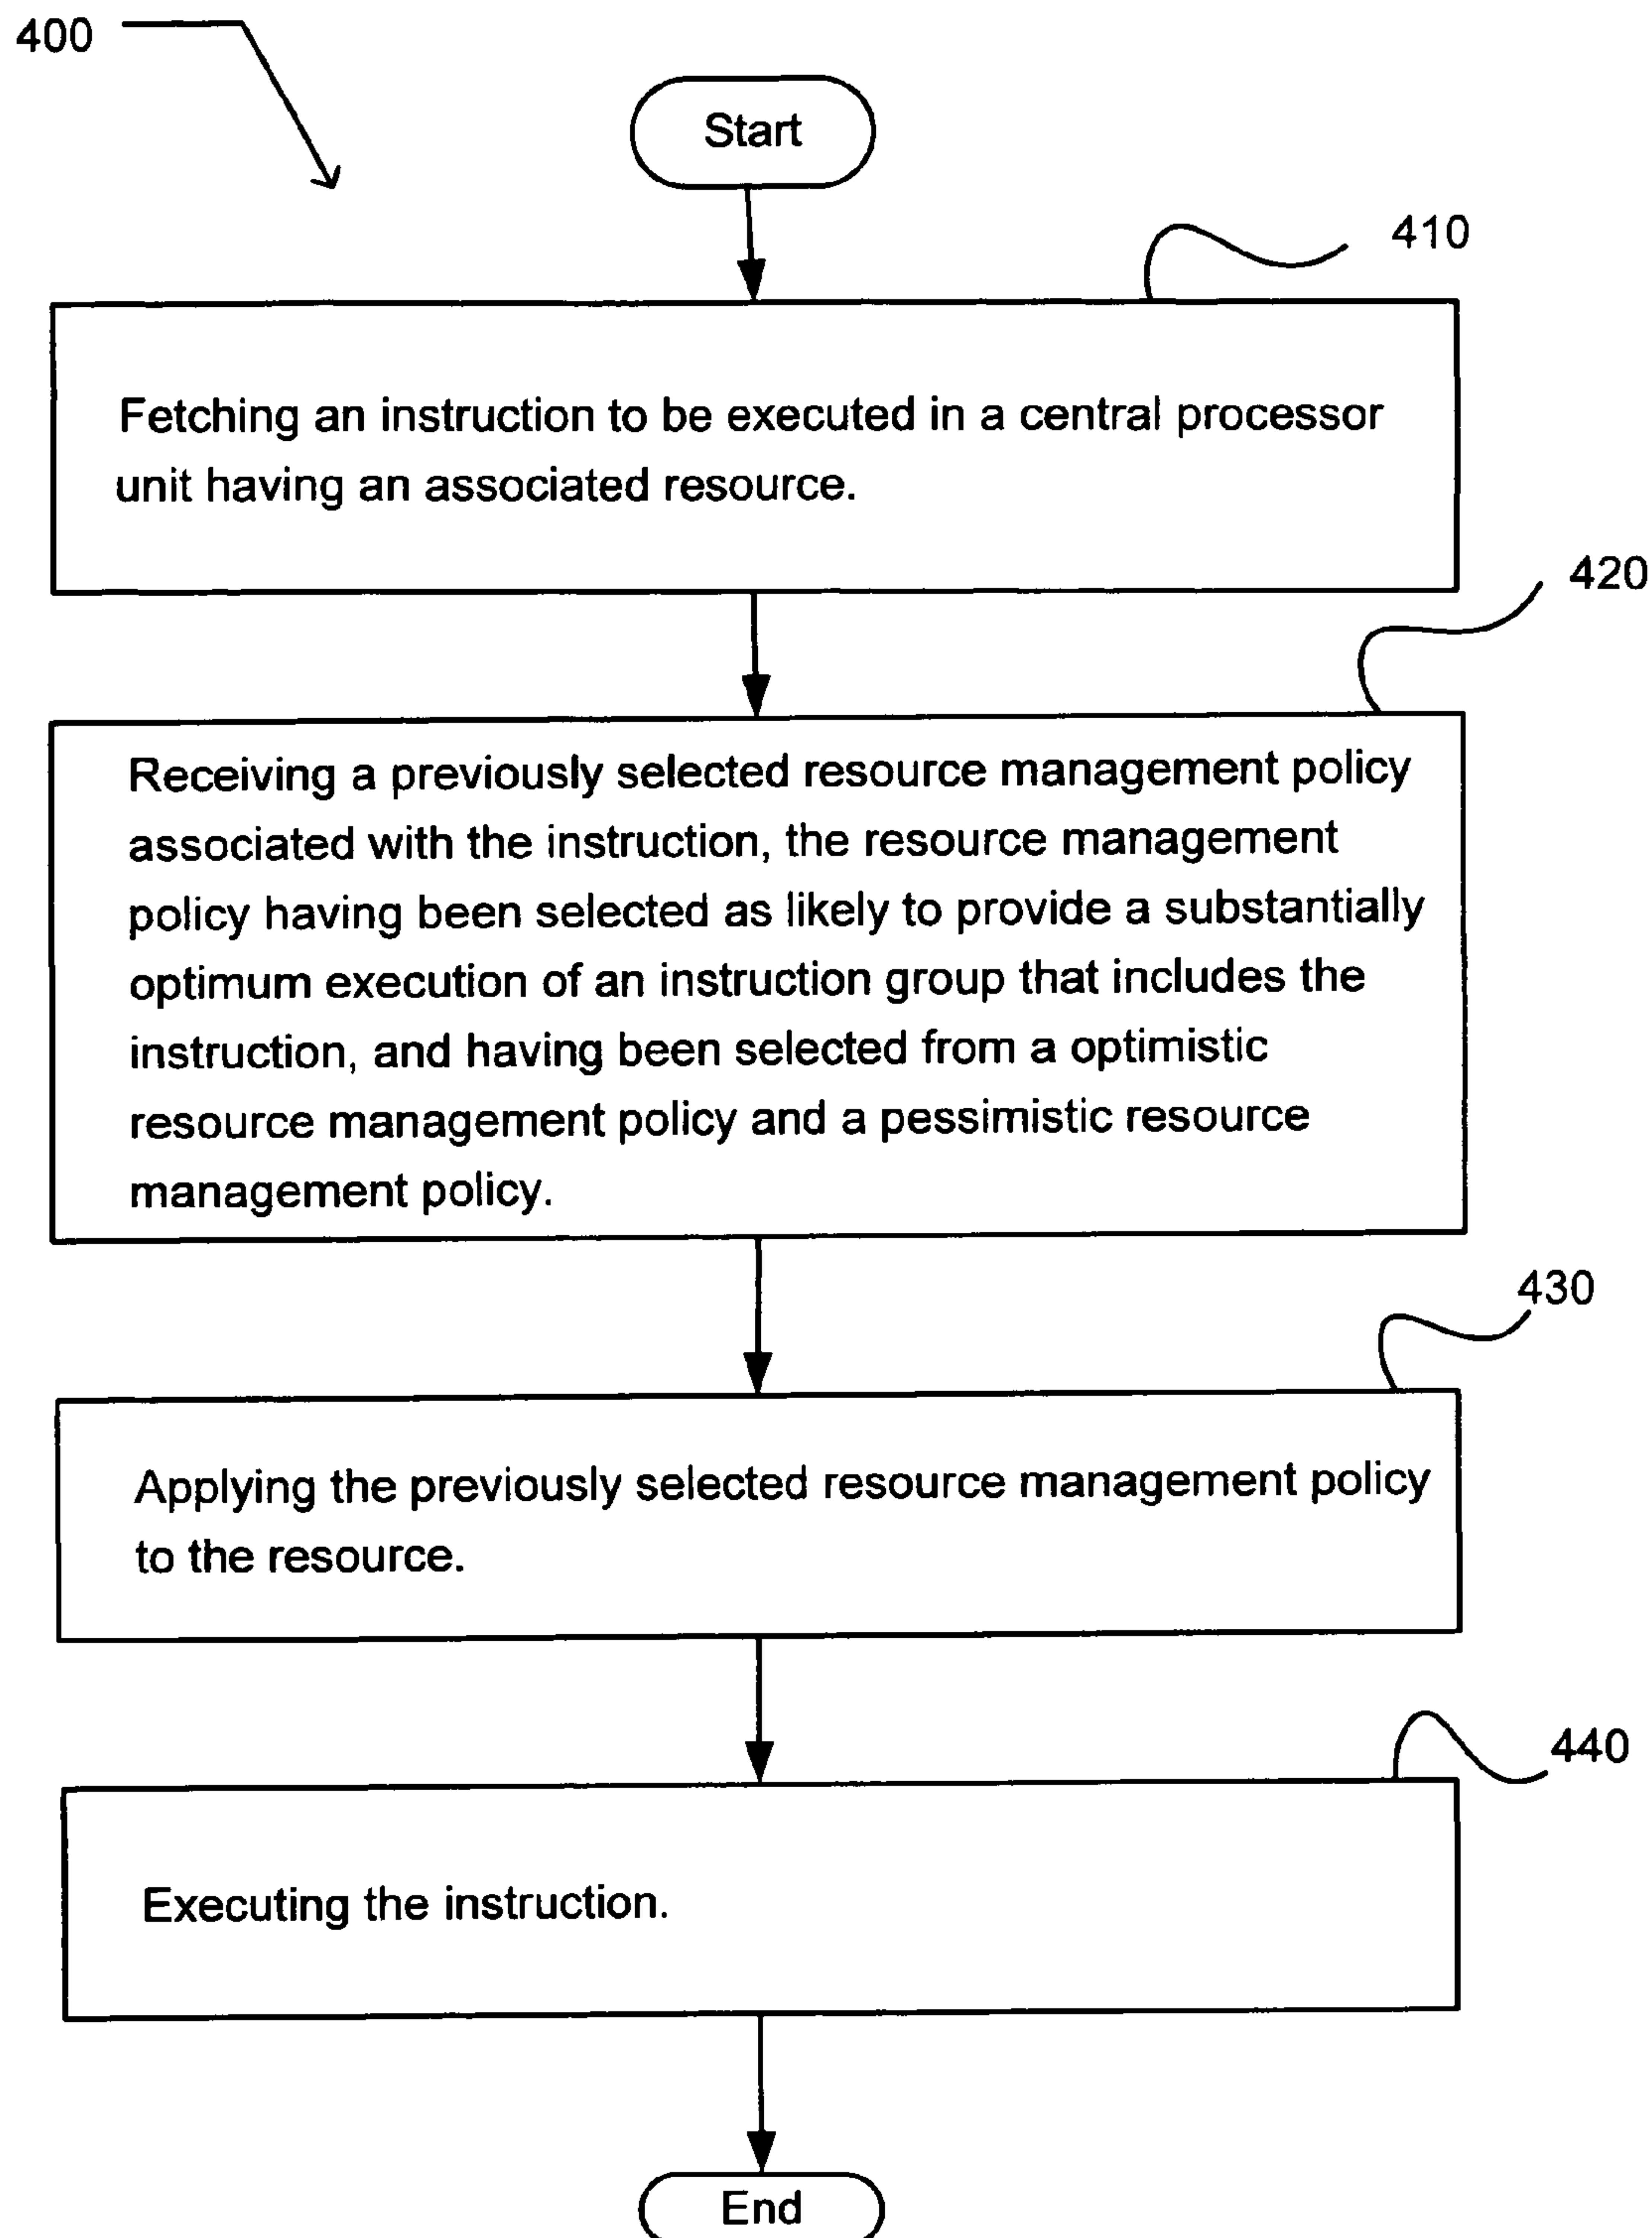 400
Start
410
Fetching an instruction to be executed in a central processor
unit having an associated resource.
420
Receiving a previously selected resource management policy
associated with the instruction, the resource management
policy having been selected as likely to provide a substantially
optimum execution of an instruction group that includes the
instruction, and having been selected from a optimistic
resource management policy and a pessimistic resource
management policy.
430
Applying the previously selected resource management policy
to the resource.
440
Executing the instruction.
End